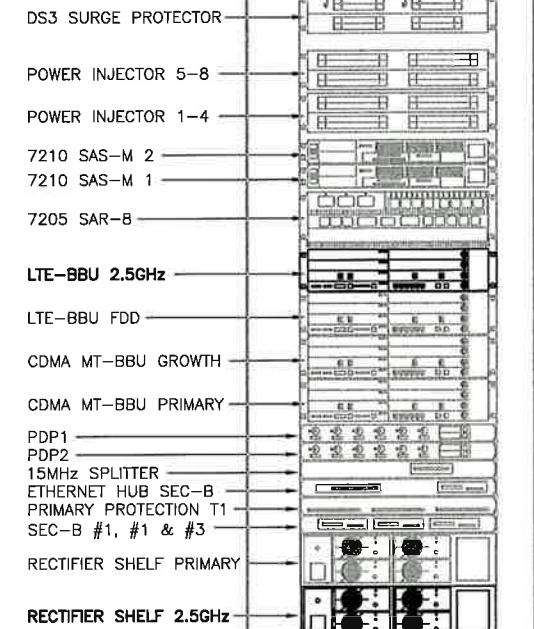 DS3 SURGE PROTECTOR
POWER INJECTOR 5-8
POWER INJECTOR 1-4
7210 SAS-M 2
7210 SAS-M 1
7205 SAR-8
LTE-BBU 2.5GHz
LTE-BBU FDD
CDMA MT-BBU GROWTH
CDMA MT-BBU PRIMARY
PDP1
PDP2
15MHz SPLITTER
ETHERNET HUB SEC-B
PRIMARY PROTECTION T1
SEC-B #1, #1 & #3
RECTIFIER SHELF PRIMARY
RECTIFIER SHELF 2.5GHz